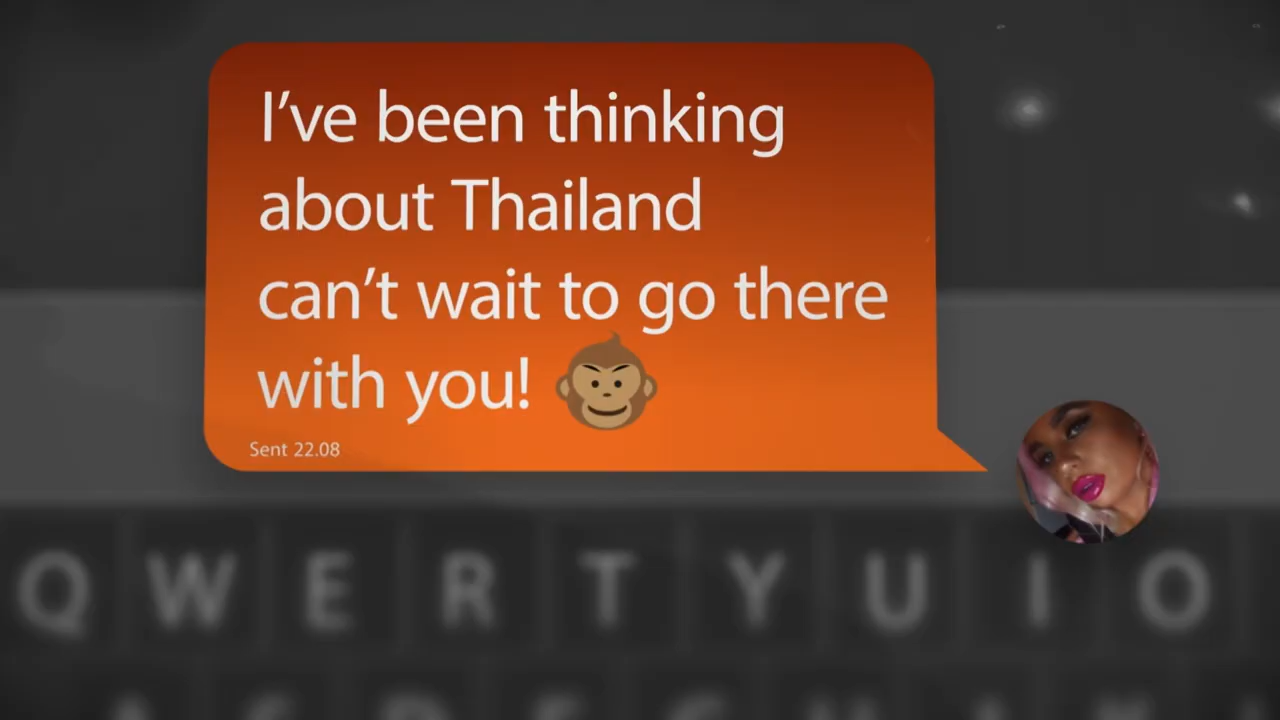 I've been thinking
about Thailand
can't wait to go there
with you!
Sent 22.08
Q W E R T Y U I O